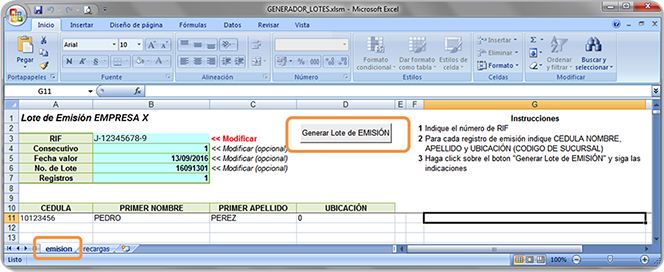 GENERADOR_LOTES.xlsm - Microsoft Excel
Inicio Insertar Diseño de página Fórmulas Datos Revisar Vista
Pegar Arial 10 Formato condicional Dar formato como tabla Estilos de celda Insertar Eliminar Formato Ordenar y filtrar Buscar y seleccionar
Portapapeles Fuente Alineación Número Estilos Celdas Modificar
G11 fx
A B C D E F G
1 Lote de Emisión EMPRESA X Instrucciones
2 1 Indique el número de RIF
3 RIF J-12345678-9 << Modificar Generar Lote de EMISIÓN 2 Para cada registro de emisión indique CEDULA NOMBRE,
4 Consecutivo 1 << Modificar (opcional) APELLIDO y UBICACIÓN (CODIGO DE SUCURSAL)
5 Fecha valor 13/09/2016 << Modificar (opcional) 3 Haga click sobre el boton "Generar Lote de EMISIÓN" y siga las
6 No. de Lote 16091301 << Modificar (opcional) indicaciones
7 Registros 1
10 CEDULA PRIMER NOMBRE PRIMER APELLIDO UBICACIÓN
11 10123456 PEDRO PEREZ 0
12
13
emision recargas
Listo 100%